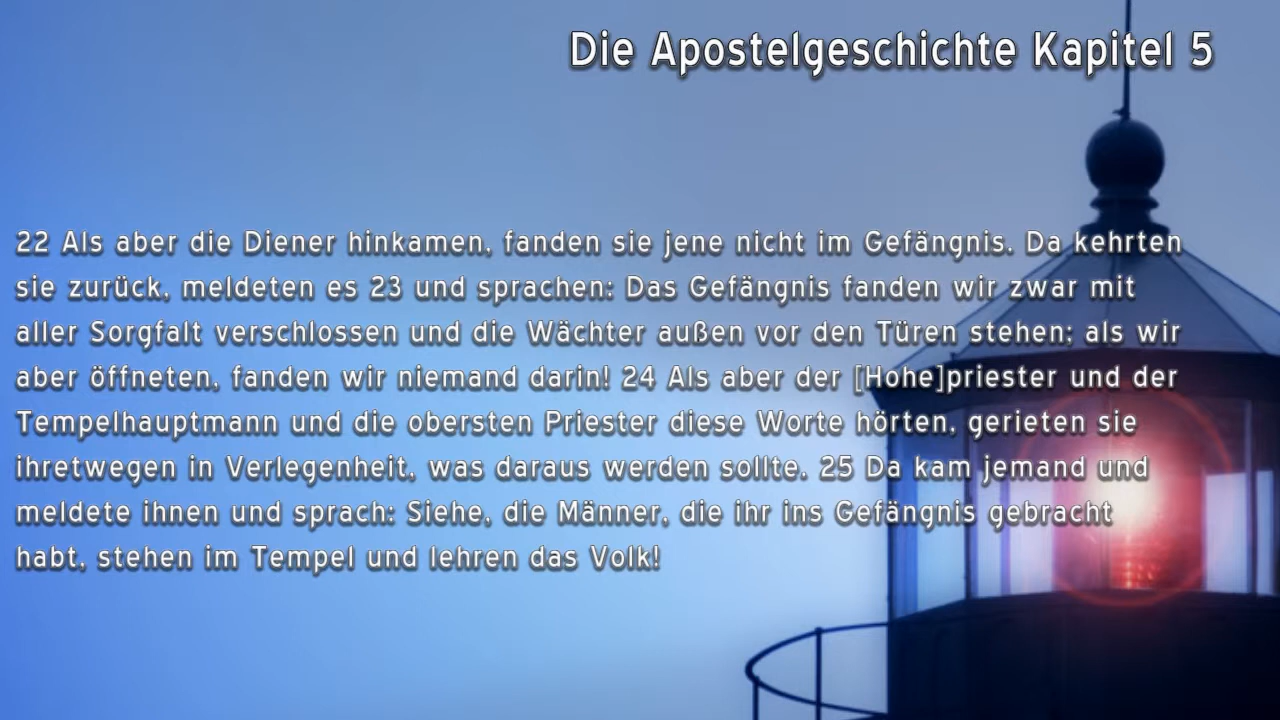 Die Apostelgeschichte Kapitel 5
22 Als aber die Diener hinkamen, fanden sie jene nicht im Gefängnis. Da kehrten
sie zurück, meldeten es 23 und sprachen: Das Gefängnis fanden wir zwar mit
aller Sorgfalt verschlossen und die Wächter außen vor den Türen stehen; als wir
aber öffneten, fanden wir niemand darin! 24 Als aber der [Hohe]priester und der
Tempelhauptmann und die obersten Priester diese Worte hörten, gerieten sie
ihretwegen in Verlegenheit, was daraus werden sollte. 25 Da kam jemand und
meldete ihnen und sprach: Siehe, die Männer, die ihr ins Gefängnis gebracht
habt, stehen im Tempel und lehren das Volk!